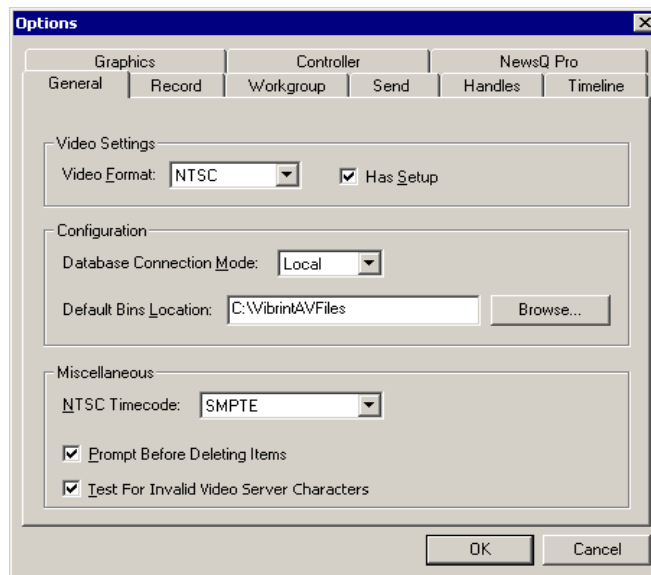 Options
Graphics Controller NewsQ Pro
General Record Workgroup Send Handles Timeline
Video Settings
Video Format: NTSC Has Setup
Configuration
Database Connection Mode: Local
Default Bins Location: C:\VibrintAVFiles Browse...
Miscellaneous
NTSC Timecode: SMPTE
Prompt Before Deleting Items
Test For Invalid Video Server Characters
OK Cancel